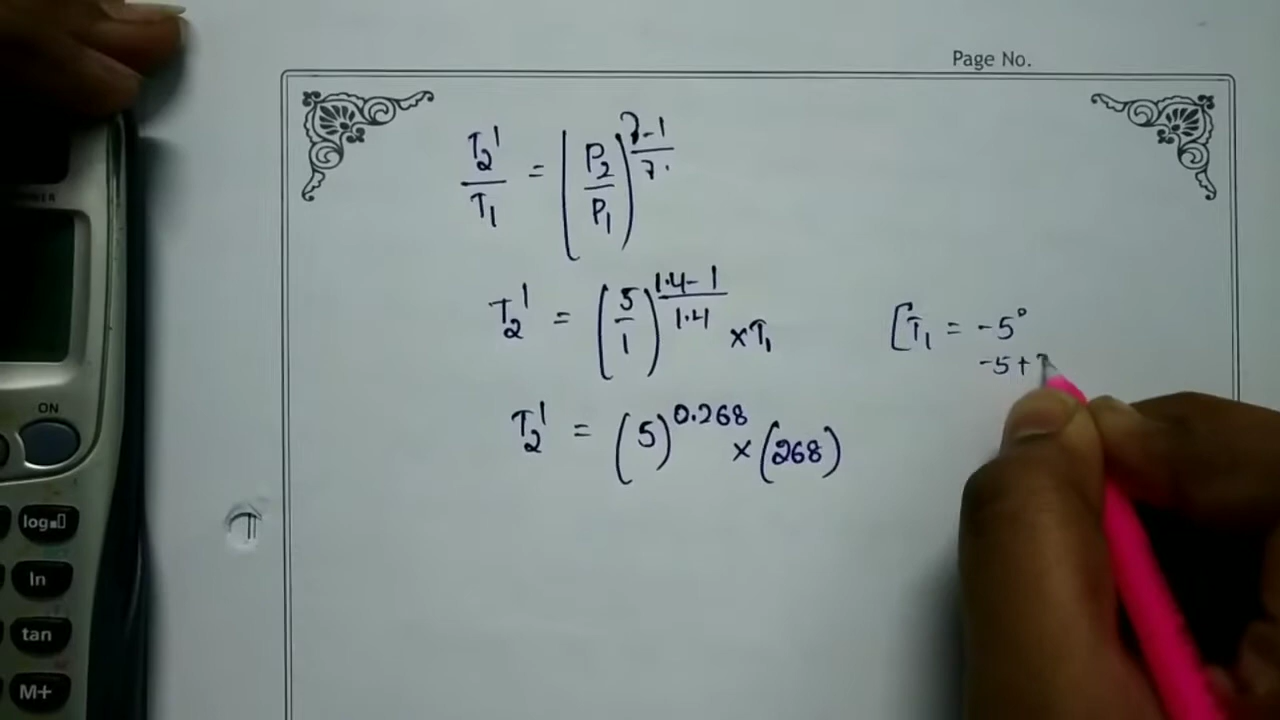 Page No.
T₂' / T₁ = (P₂ / P₁)^(γ-1 / γ)
T₂' = (5 / 1)^(1.4-1 / 1.4) × T₁
[T₁ = -5°
-5+
T₂' = (5)^0.268 × (268)
ON
log
ln
tan
M+